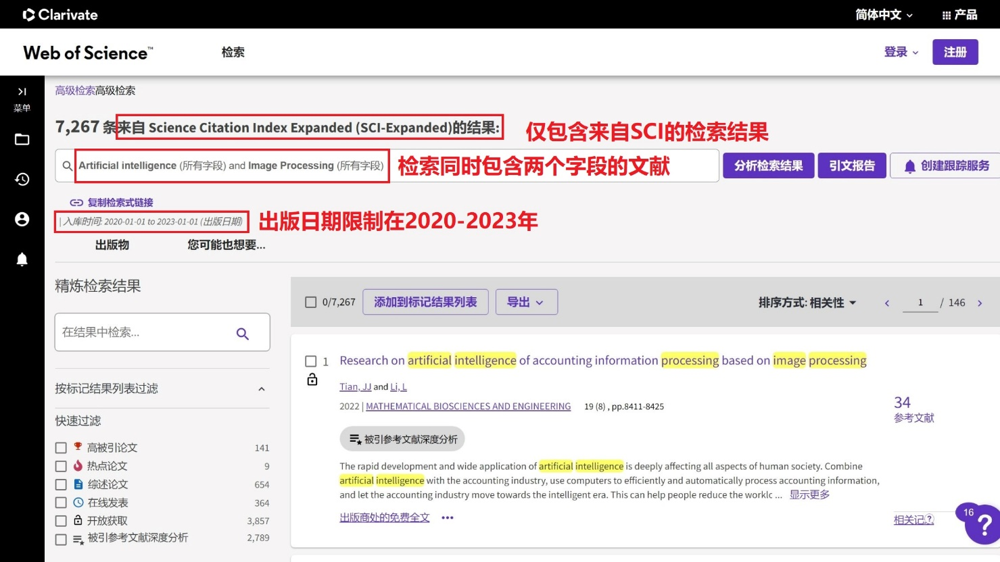 Clarivate
简体中文
产品
Web of Science™
检索
登录
注册
菜单
高级检索高级检索
7,267 条来自 Science Citation Index Expanded (SCI-Expanded)的结果:
仅包含来自SCI的检索结果
Artificial intelligence (所有字段) and Image Processing (所有字段)
检索同时包含两个字段的文献
分析检索结果
引文报告
创建跟踪服务
复制检索式链接
| 入库时间: 2020-01-01 to 2023-01-01 (出版日期)
出版日期限制在2020-2023年
出版物
您可能也想要...
精炼检索结果
在结果中检索...
按标记结果列表过滤
快速过滤
高被引论文 141
热点论文 9
综述论文 654
在线发表 364
开放获取 3,857
被引参考文献深度分析 2,789
0/7,267
添加到标记结果列表
导出
排序方式: 相关性
1 / 146
1
Research on artificial intelligence of accounting information processing based on image processing
Tian, JJ and Li, L
2022 | MATHEMATICAL BIOSCIENCES AND ENGINEERING 19 (8) , pp.8411-8425
被引参考文献深度分析
The rapid development and wide application of artificial intelligence is deeply affecting all aspects of human society. Combine
artificial intelligence with the accounting industry, use computers to efficiently and automatically process accounting information,
and let the accounting industry move towards the intelligent era. This can help people reduce the workl ... 显示更多
出版商处的免费全文
34
参考文献
相关记
?
16
?